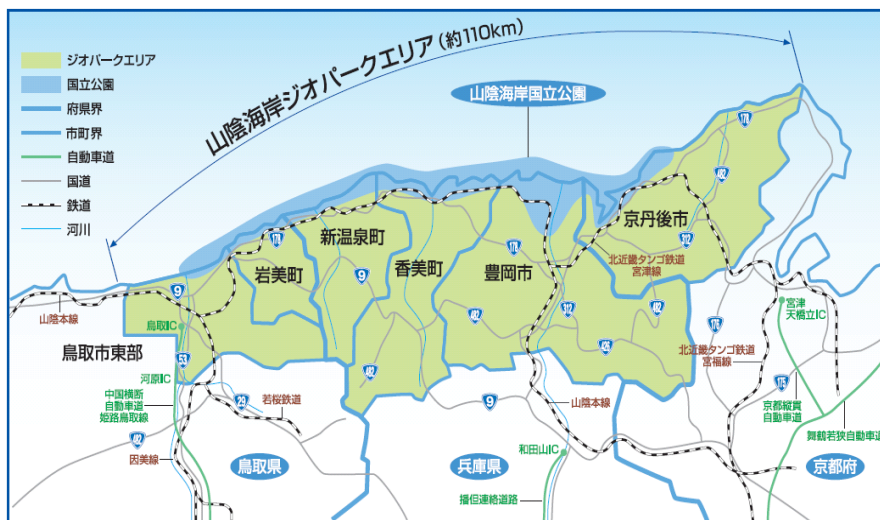 山陰海岸ジオパークエリア（約110km）
ジオパークエリア
国立公園
府県界
市町界
自動車道
国道
鉄道
河川
山陰海岸国立公園
178
482
京丹後市
312
新温泉町
178
岩美町
9
香美町
豊岡市
178
北近畿タンゴ鉄道
宮津線
9
山陰本線
鳥取IC
鳥取市東部
53
482
312
482
426
178
宮津
天橋立IC
北近畿タンゴ鉄道
宮福線
482
河原IC
中国横断
自動車道
姫路鳥取線
29
若桜鉄道
9
山陰本線
175
京都縦貫
自動車道
舞鶴若狭自動車道
482
因美線
鳥取県
兵庫県
和田山IC
京都府
播但連絡道路